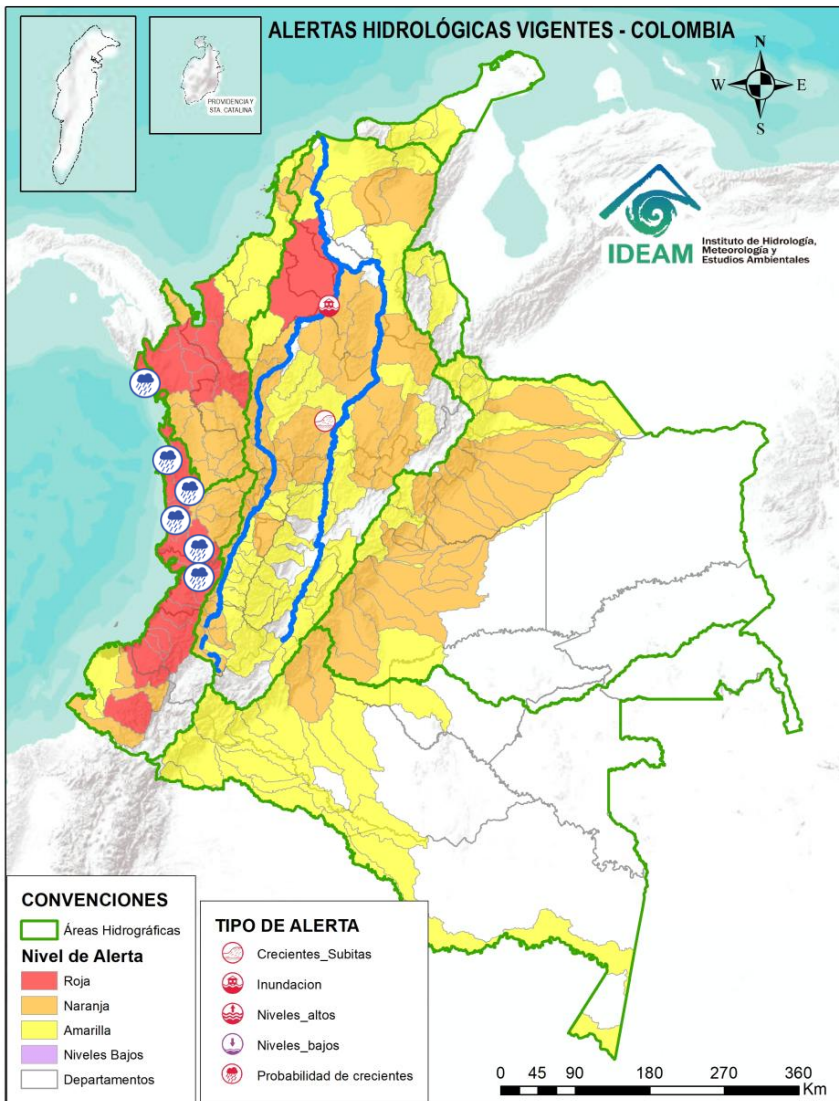 ALERTAS HIDROLÓGICAS VIGENTES - COLOMBIA
PROVIDENCIA Y
STA. CATALINA
N
W E
S
IDEAM
Instituto de Hidrología,
Meteorología y
Estudios Ambientales
CONVENCIONES
Áreas Hidrográficas
Nivel de Alerta
Roja
Naranja
Amarilla
Niveles Bajos
Departamentos
TIPO DE ALERTA
Crecientes_Subitas
Inundacion
Niveles_altos
Niveles_bajos
Probabilidad de crecientes
0 45 90 180 270 360
Km